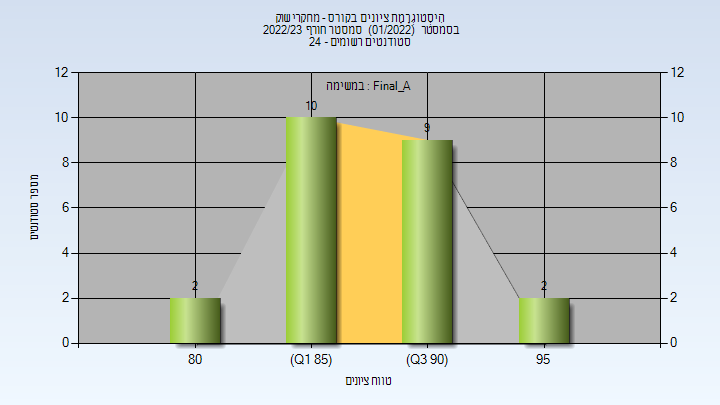 היסטוגרמת ציונים בקורס - מחקרי שוק
בסמסטר (01/2022) סמסטר חורף 2022/23
סטודנטים רשומים - 24
במשימה : Final_A
12 12
10 10 10
9
8 8
6 6
4 4
2 2 2 2
0 0
80 (Q1 85) (Q3 90) 95
מספר סטודנטים
טווח ציונים